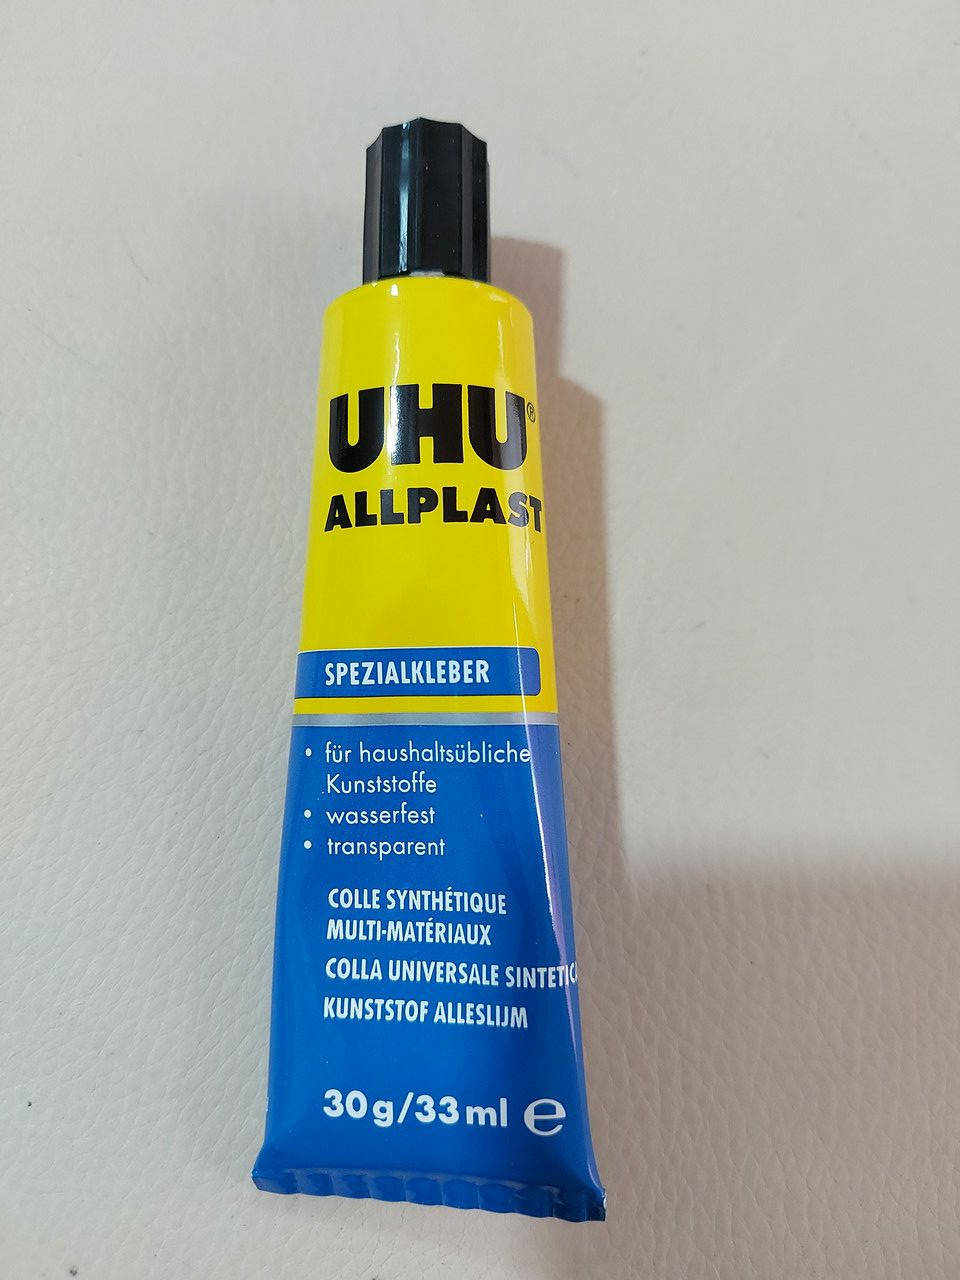 UHU®
ALLPLAST
SPEZIALKLEBER
• für haushaltsübliche
Kunststoffe
• wasserfest
• transparent
COLLE SYNTHÉTIQUE
MULTI-MATÉRIAUX
COLLA UNIVERSALE SINTETICA
KUNSTSTOF ALLESLIJM
30g/33ml ℮